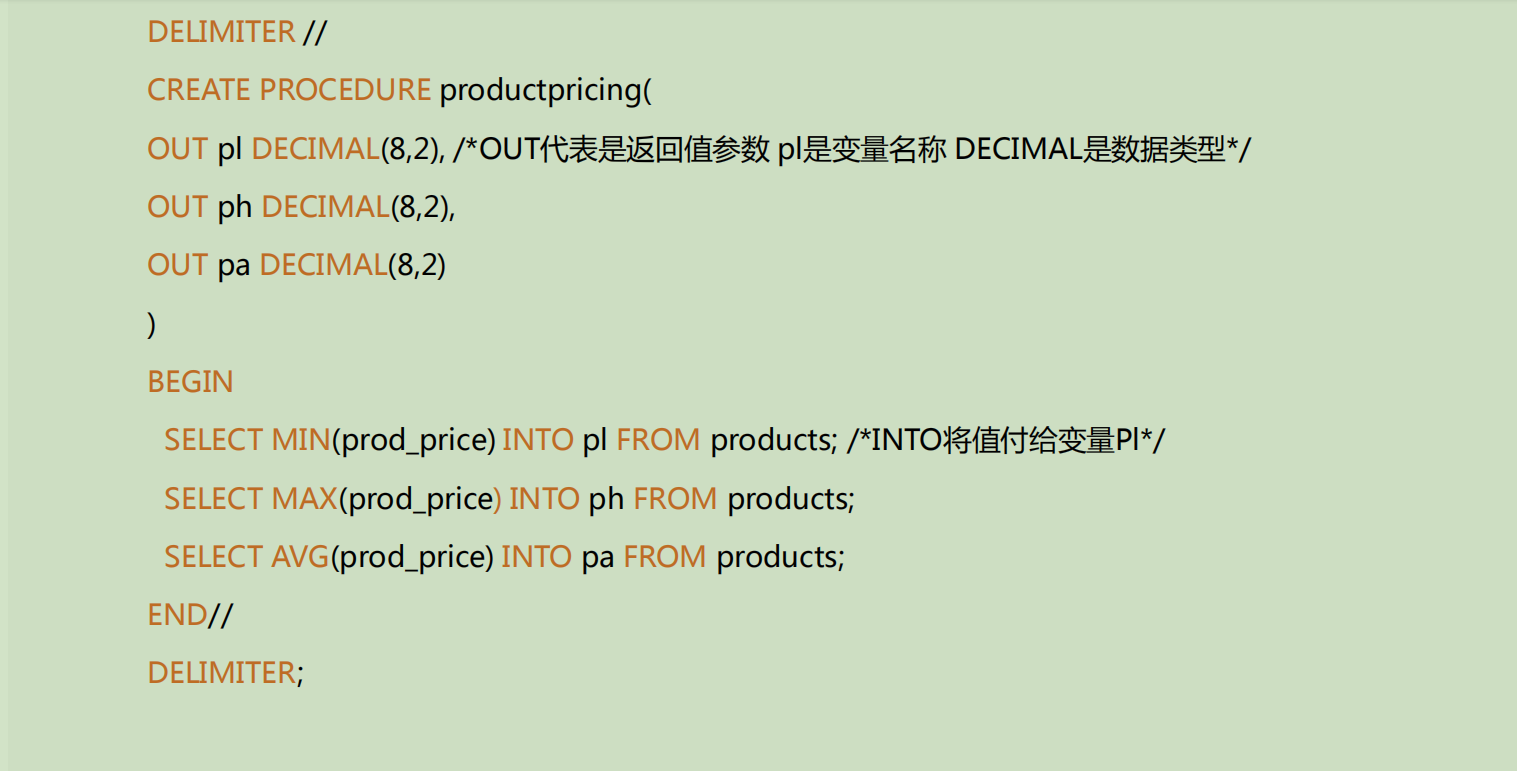 DELIMITER //
CREATE PROCEDURE productpricing(
OUT pl DECIMAL(8,2), /*OUT代表是返回值参数 pl是变量名称 DECIMAL是数据类型*/
OUT ph DECIMAL(8,2),
OUT pa DECIMAL(8,2)
)
BEGIN
SELECT MIN(prod_price) INTO pl FROM products; /*INTO将值付给变量Pl*/
SELECT MAX(prod_price) INTO ph FROM products;
SELECT AVG(prod_price) INTO pa FROM products;
END//
DELIMITER;